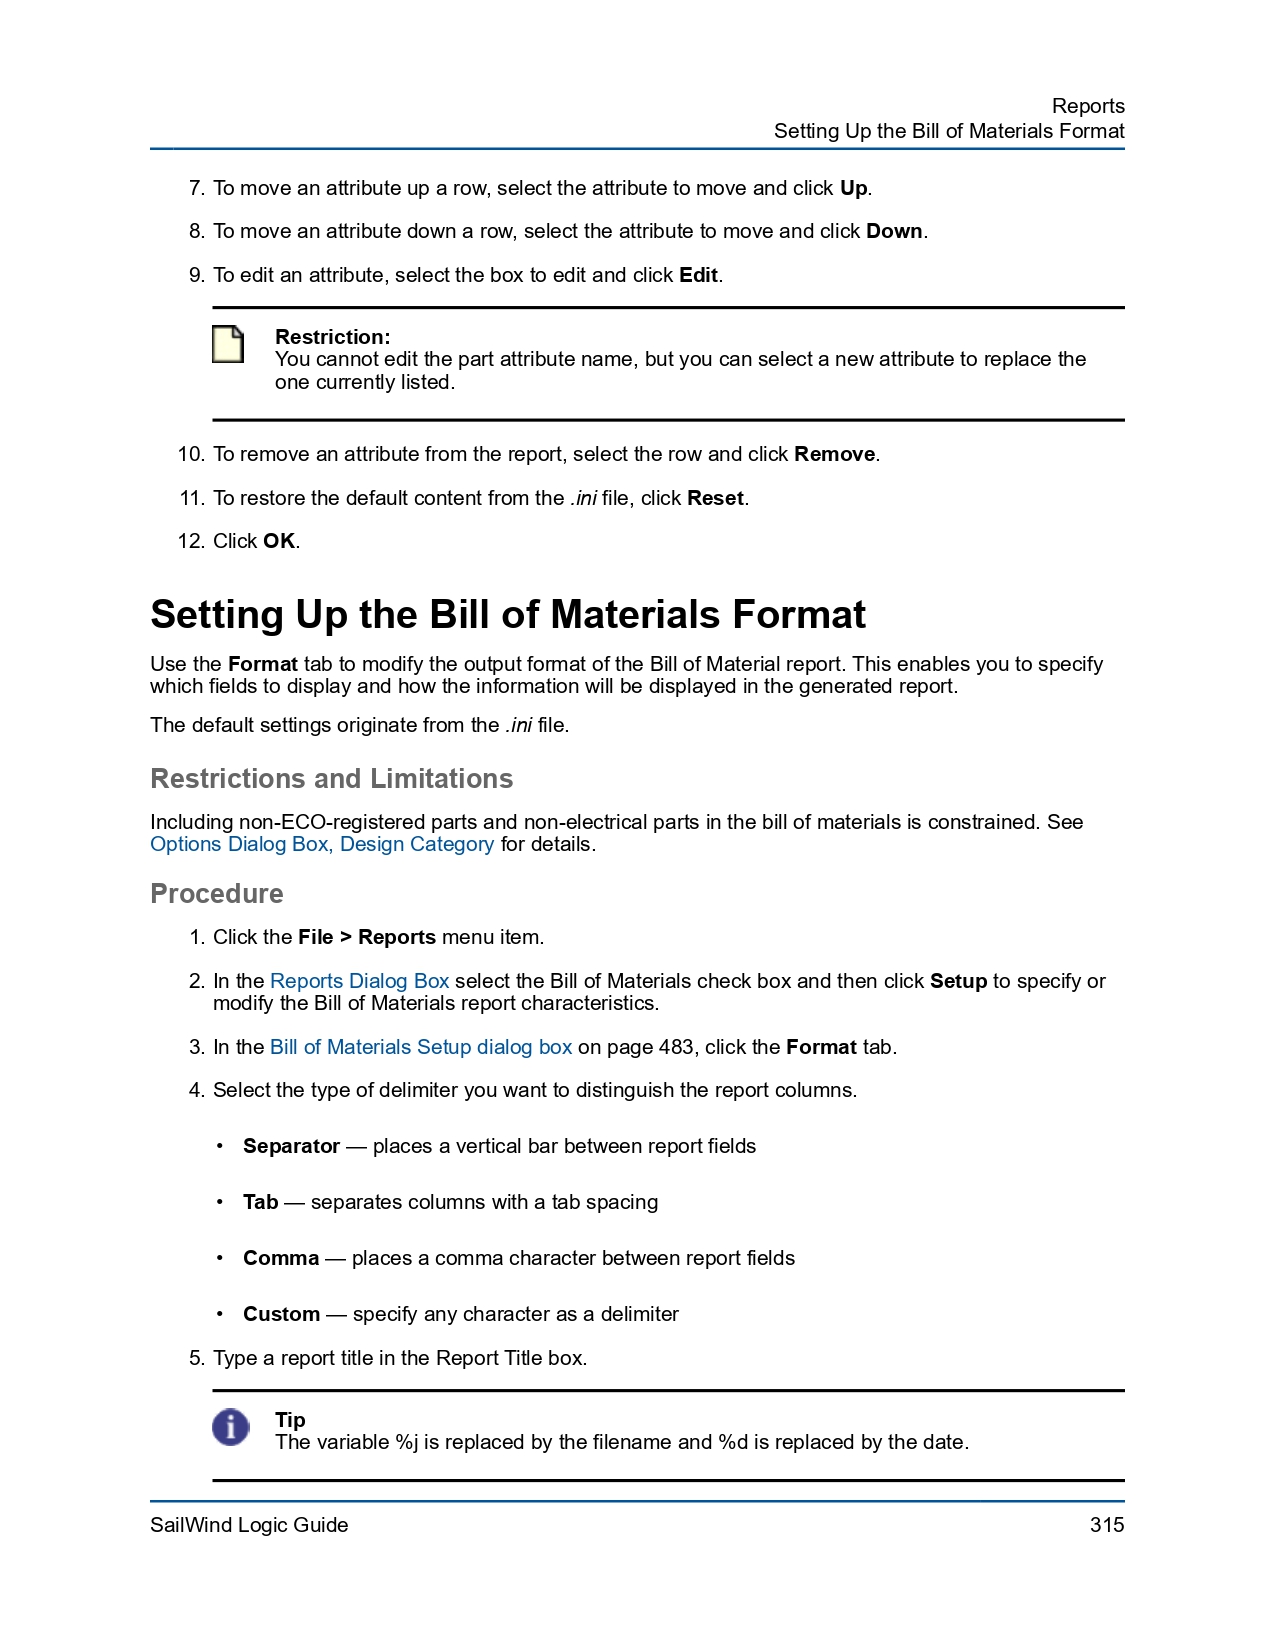 Reports
Setting Up the Bill of Materials Format
7. To move an attribute up a row, select the attribute to move and click Up.
8. To move an attribute down a row, select the attribute to move and click Down.
9. To edit an attribute, select the box to edit and click Edit.
Restriction:
You cannot edit the part attribute name, but you can select a new attribute to replace the
one currently listed.
10. To remove an attribute from the report, select the row and click Remove.
11. To restore the default content from the .ini file, click Reset.
12. Click OK.
Setting Up the Bill of Materials Format
Use the Format tab to modify the output format of the Bill of Material report. This enables you to specify
which fields to display and how the information will be displayed in the generated report.
The default settings originate from the .ini file.
Restrictions and Limitations
Including non-ECO-registered parts and non-electrical parts in the bill of materials is constrained. See
Options Dialog Box, Design Category for details.
Procedure
1. Click the File > Reports menu item.
2. In the Reports Dialog Box select the Bill of Materials check box and then click Setup to specify or
modify the Bill of Materials report characteristics.
3. In the Bill of Materials Setup dialog box on page 483, click the Format tab.
4. Select the type of delimiter you want to distinguish the report columns.
• Separator — places a vertical bar between report fields
• Tab — separates columns with a tab spacing
• Comma — places a comma character between report fields
• Custom — specify any character as a delimiter
5. Type a report title in the Report Title box.
Tip
The variable %j is replaced by the filename and %d is replaced by the date.
SailWind Logic Guide 315